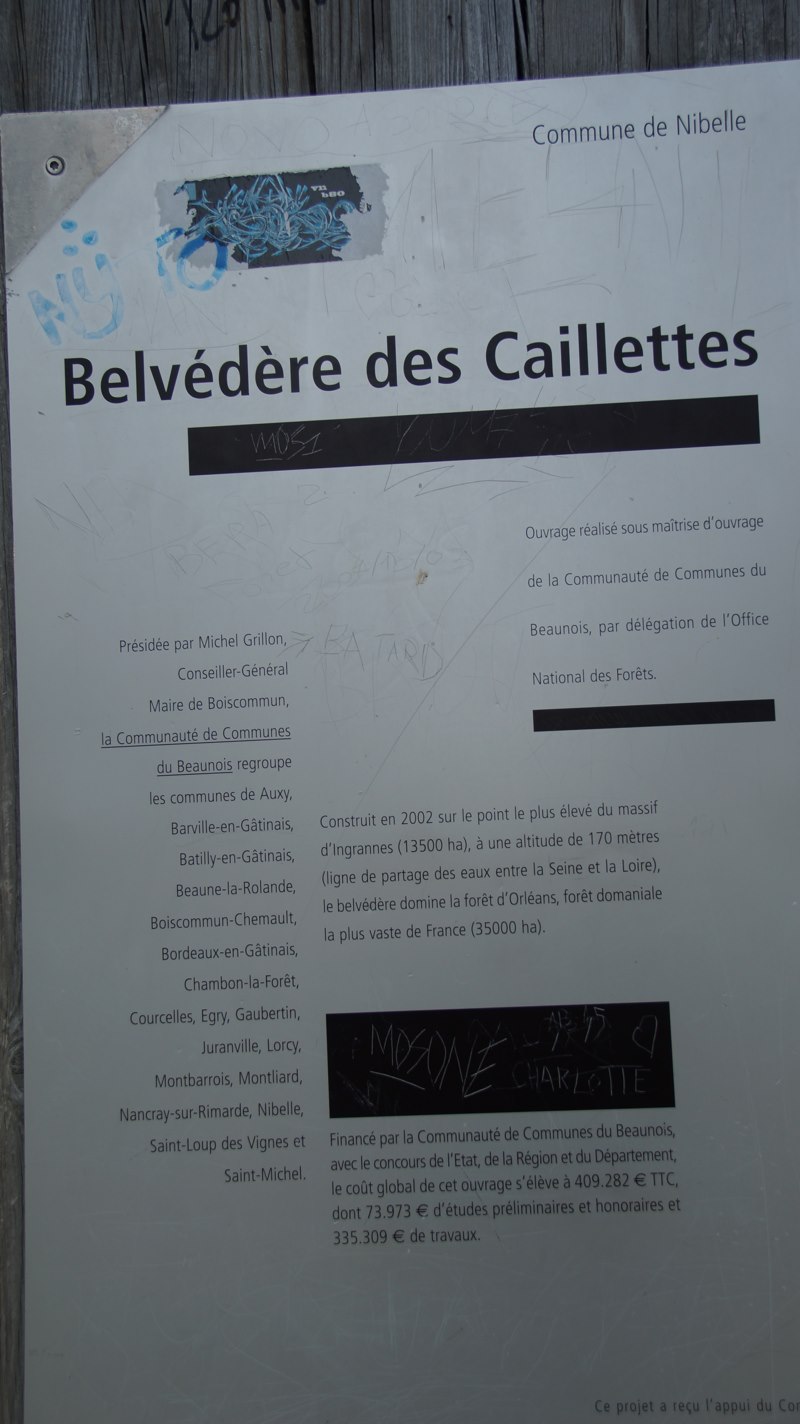 Commune de Nibelle
Belvédère des Caillettes
Ouvrage réalisé sous maîtrise d'ouvrage
de la Communauté de Communes du
Beaunois, par délégation de l'Office
National des Forêts.
Présidée par Michel Grillon,
Conseiller-Général
Maire de Boiscommun,
la Communauté de Communes
du Beaunois regroupe
les communes de Auxy,
Barville-en-Gâtinais,
Batilly-en-Gâtinais,
Beaune-la-Rolande,
Boiscommun-Chemault,
Bordeaux-en-Gâtinais,
Chambon-la-Forêt,
Courcelles, Egry, Gaubertin,
Juranville, Lorcy,
Montbarrois, Montliard,
Nancray-sur-Rimarde, Nibelle,
Saint-Loup des Vignes et
Saint-Michel.
BATARD
Construit en 2002 sur le point le plus élevé du massif
d'Ingrannes (13500 ha), à une altitude de 170 mètres
(ligne de partage des eaux entre la Seine et la Loire),
le belvédère domine la forêt d'Orléans, forêt domaniale
la plus vaste de France (35000 ha).
MOSONE
CHARLOTTE
Financé par la Communauté de Communes du Beaunois,
avec le concours de l'Etat, de la Région et du Département,
le coût global de cet ouvrage s'élève à 409.282 € TTC,
dont 73.973 € d'études préliminaires et honoraires et
335.309 € de travaux.
Ce projet a reçu l'appui du